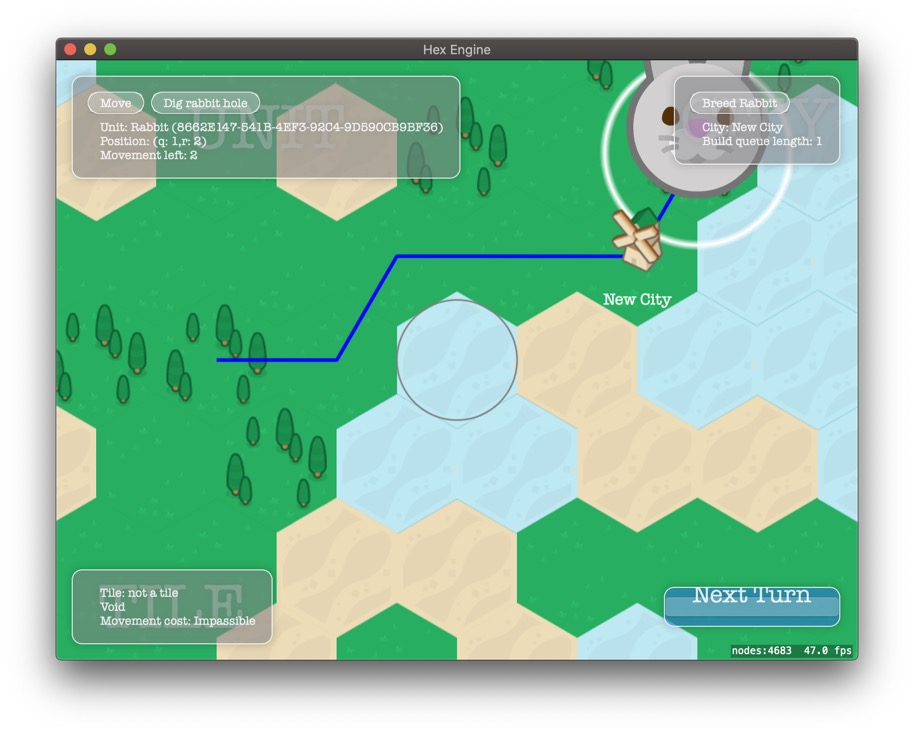 Hex Engine
UNIT
Move Dig rabbit hole
Unit: Rabbit (8662E147-541B-4EF3-92C4-9D590CB9BF36)
Position: (q: 1,r: 2)
Movement left: 2
Breed Rabbit
City: New City
Build queue length: 1
New City
TILE
Tile: not a tile
Void
Movement cost: Impassible
Next Turn
nodes:4683 47.0 fps